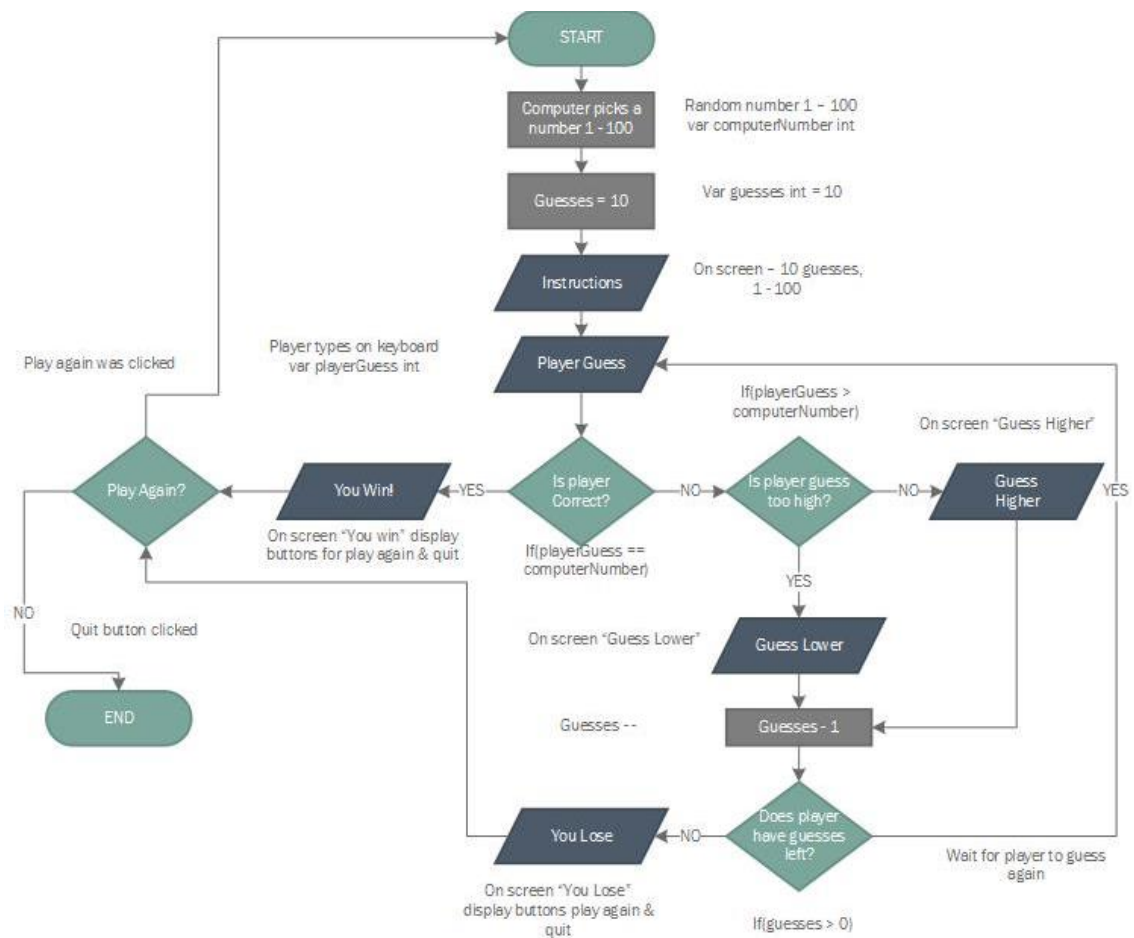 START
Computer picks a
number 1 - 100
Random number 1 – 100
var computerNumber int
Guesses = 10
Var guesses int = 10
Instructions
On screen – 10 guesses,
1 - 100
Play again was clicked
Player types on keyboard
var playerGuess int
Player Guess
If(playerGuess >
computerNumber)
On screen “Guess Higher”
Play Again?
You Win!
YES
Is player
Correct?
NO
Is player guess
too high?
NO
Guess
Higher
YES
On screen “You win” display
buttons for play again & quit
If(playerGuess ==
computerNumber)
YES
NO
Quit button clicked
On screen “Guess Lower”
Guess Lower
END
Guesses --
Guesses - 1
You Lose
NO
Does player
have guesses
left?
Wait for player to guess
again
On screen “You Lose”
display buttons play again &
quit
If(guesses > 0)